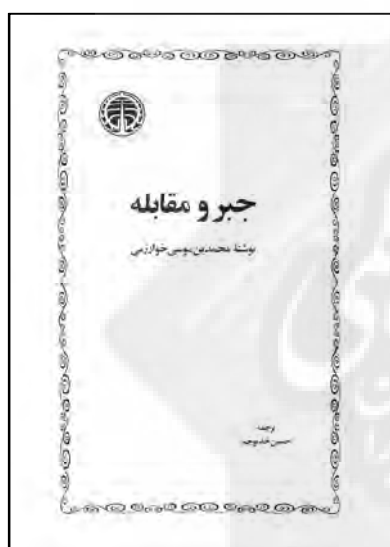 جبر و مقابله
نوشتهٔ محمدبن موسی خوارزمی
ترجمه
حسین خدیوجم